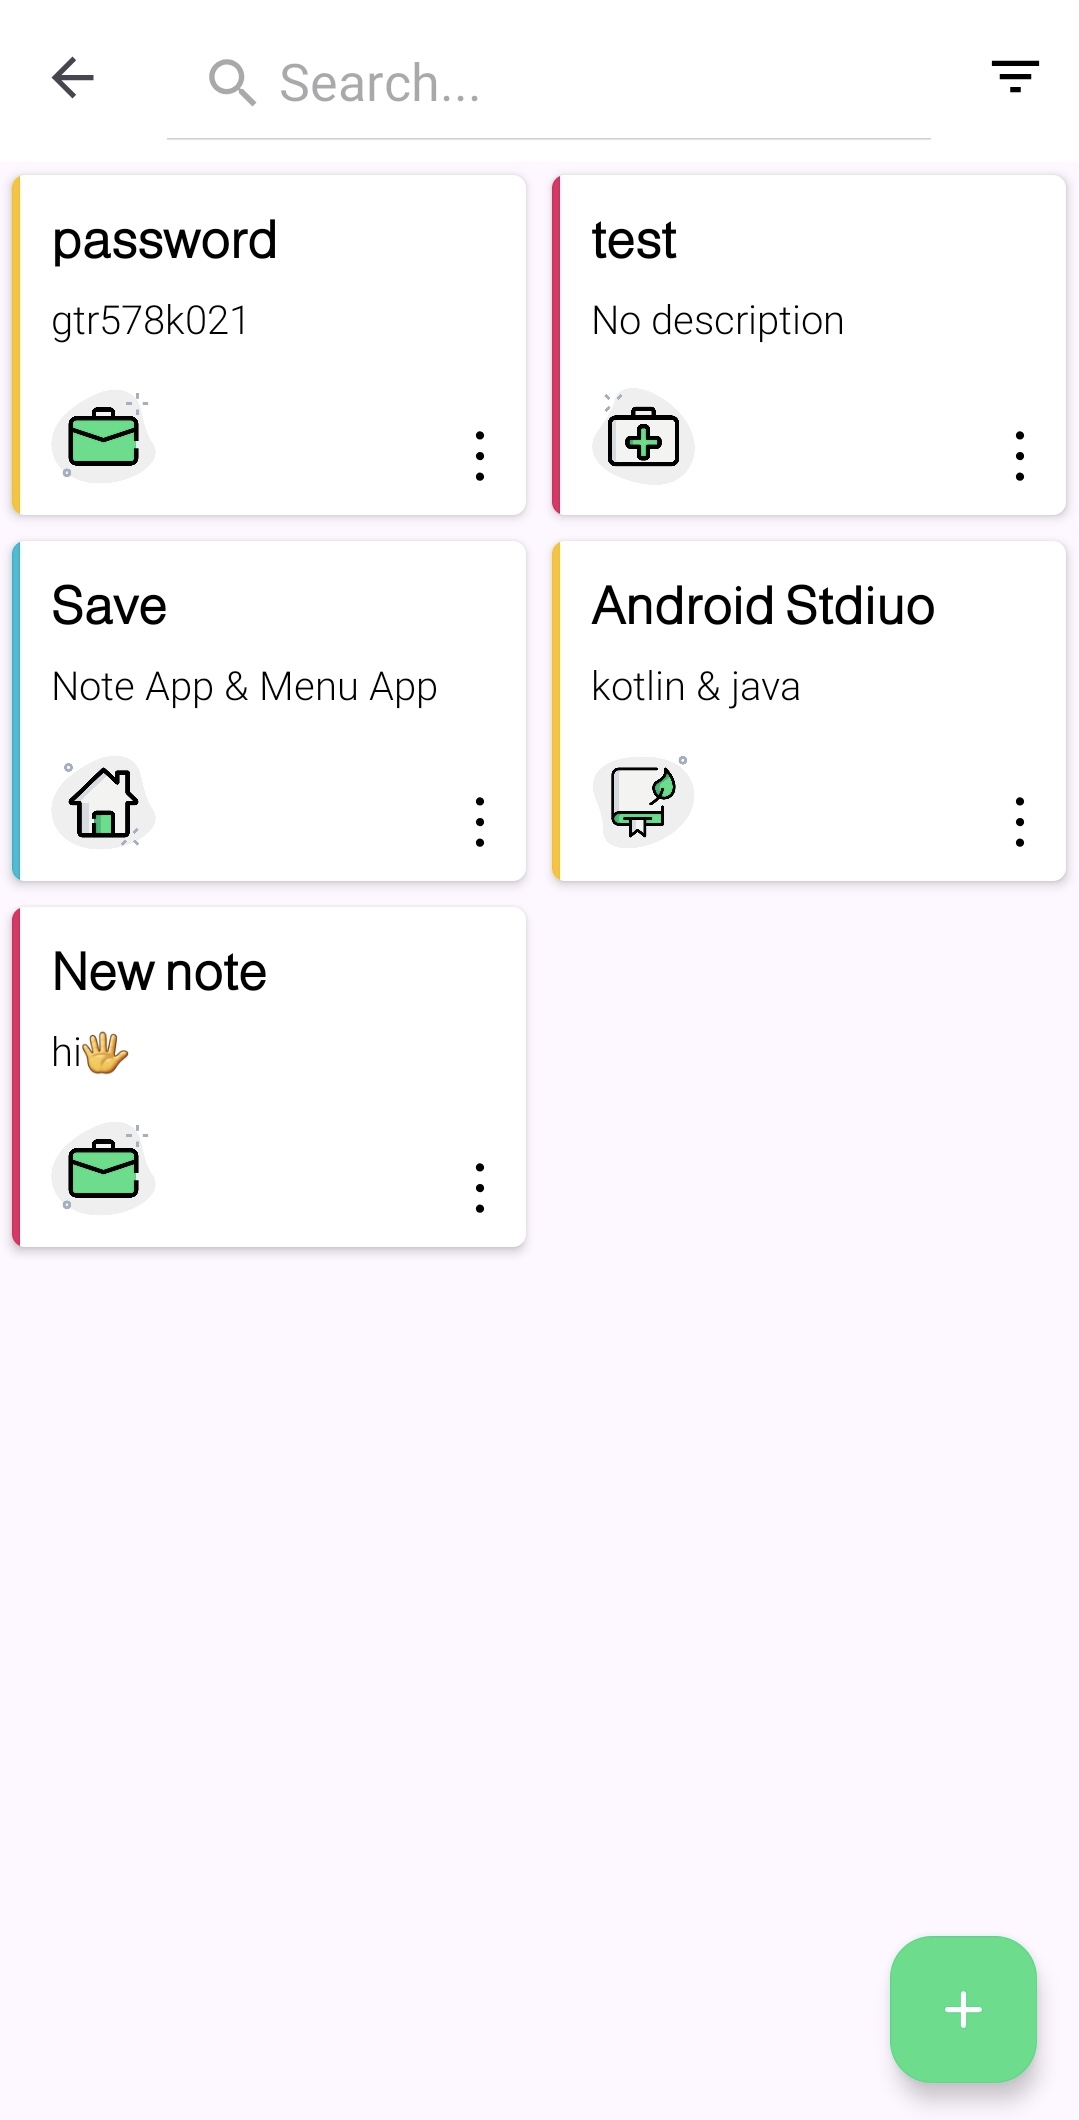 Search...
password
gtr578k021
test
No description
Save
Note App & Menu App
Android Stdiuo
kotlin & java
New note
hi🖐